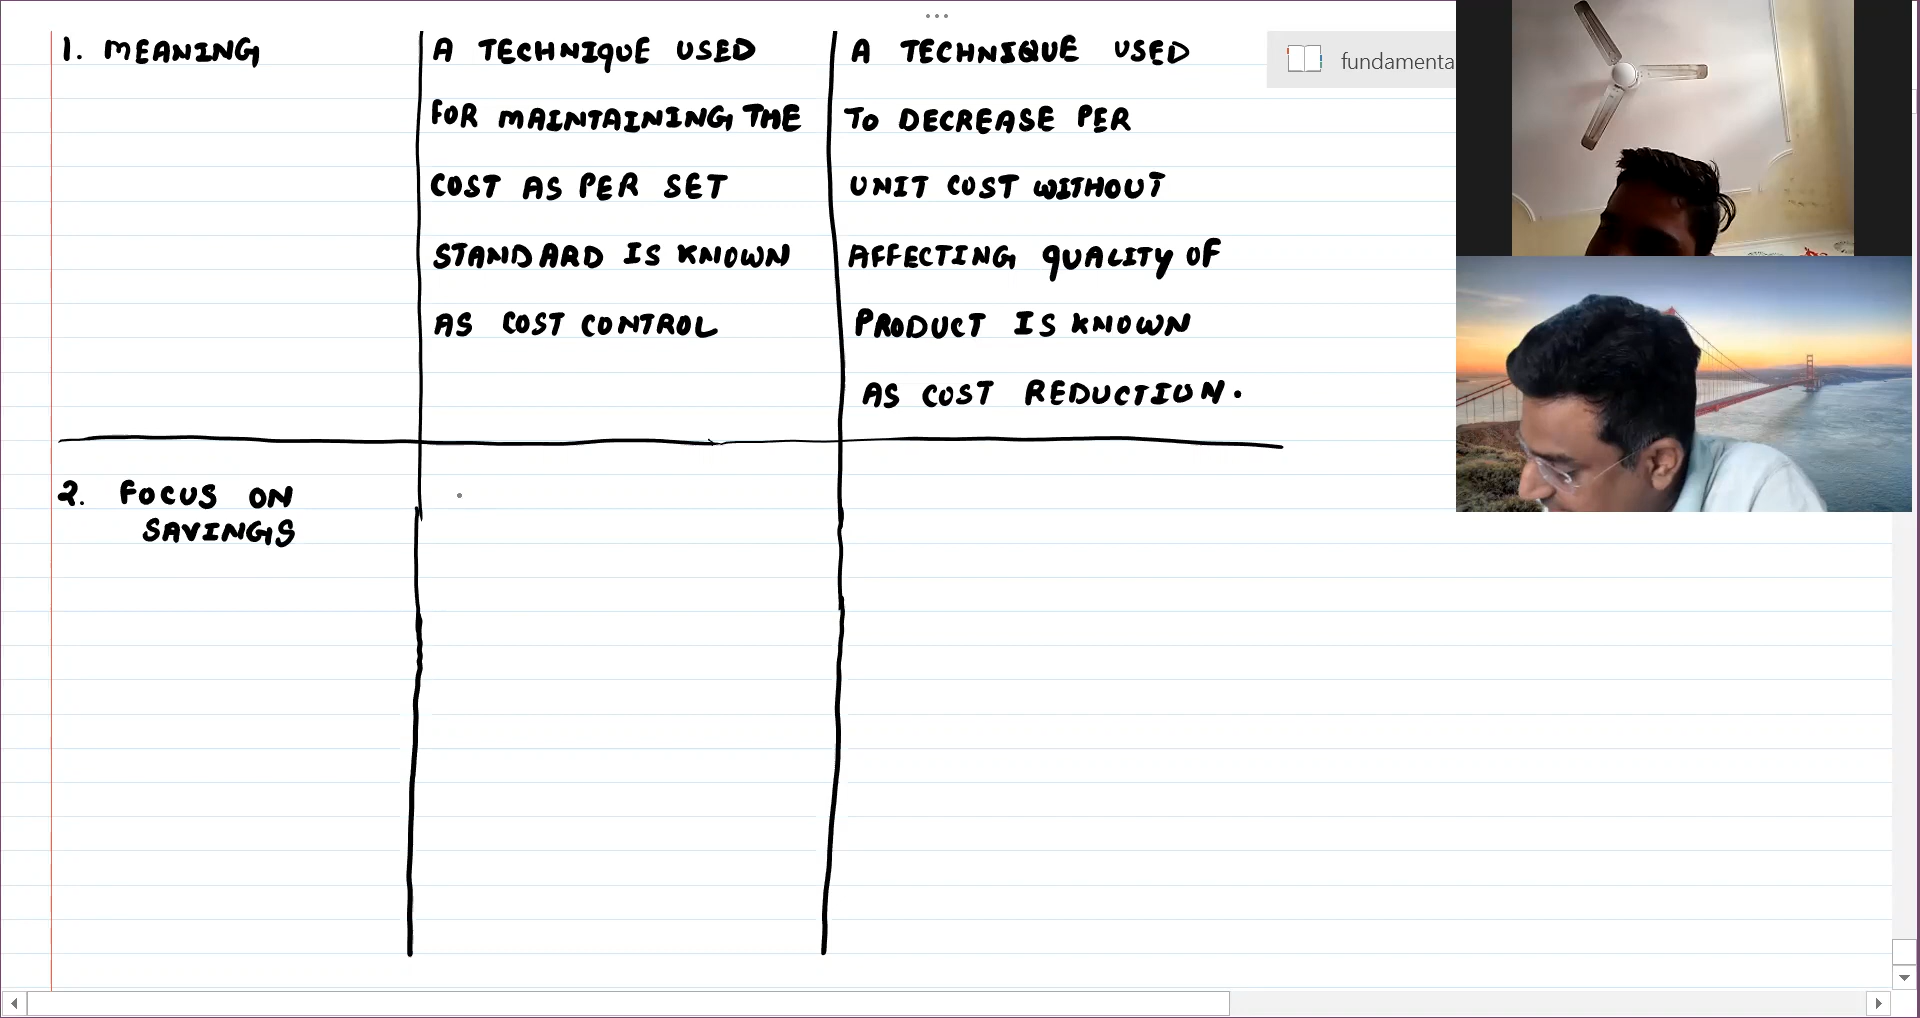 1. MEANING
A TECHNIQUE USED
FOR MAINTAINING THE
COST AS PER SET
STANDARD IS KNOWN
AS COST CONTROL
A TECHNIQUE USED
TO DECREASE PER
UNIT COST WITHOUT
AFFECTING QUALITY OF
PRODUCT IS KNOWN
AS COST REDUCTION.
fundamenta
2. FOCUS ON
SAVINGS